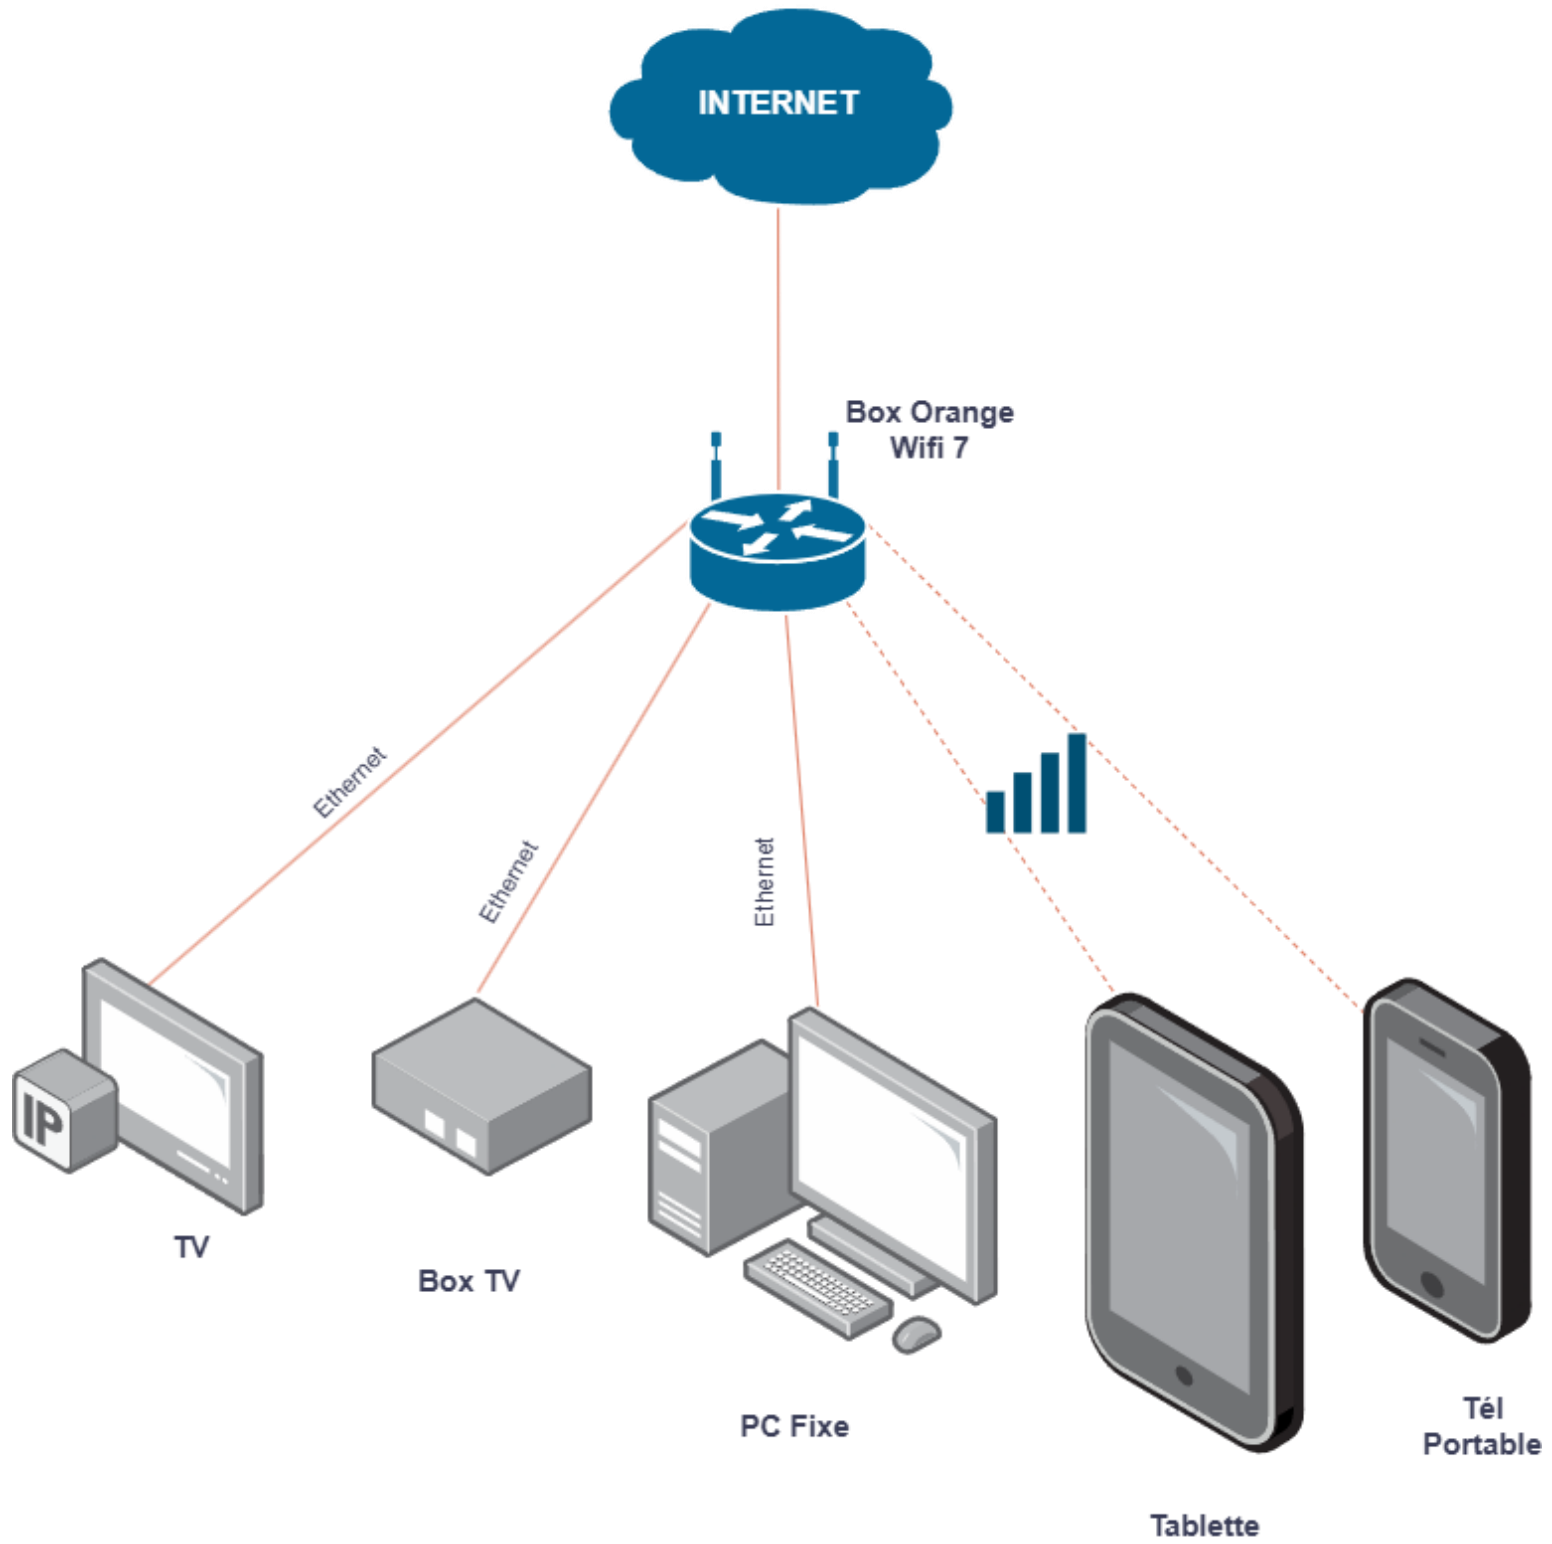 INTERNET
Box Orange
Wifi 7
Ethernet
Ethernet
Ethernet
IP
TV
Box TV
PC Fixe
Tél
Portable
Tablette